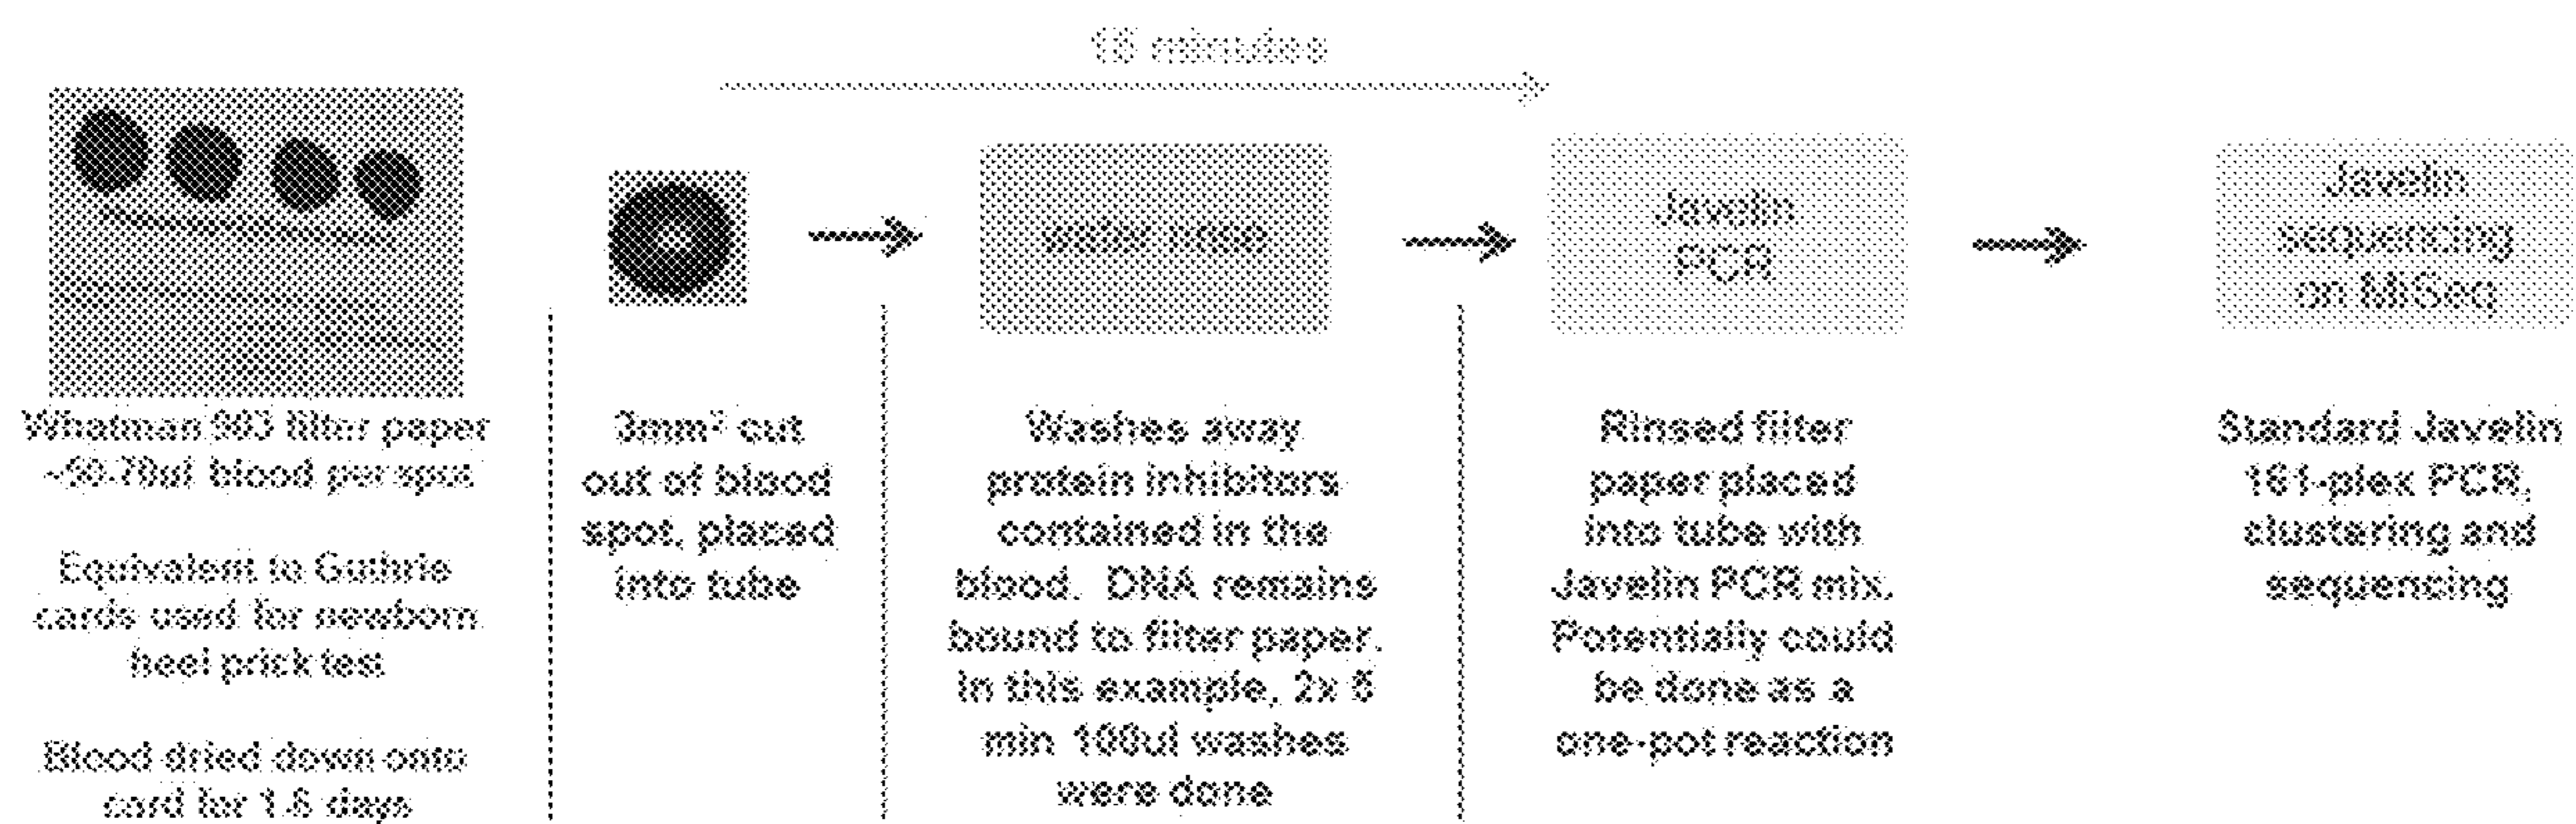 15 minutes
Javelin
PCR
Javelin
sequencing
on MiSeq
Whatman 903 filter paper
blood per spot
Equivalent to Guthrie
cards used for newborn
heel prick test
Blood dried down onto
card for 1.5 days
3mm² cut
out of blood
spot, placed
into tube
Washes away
protein inhibitors
contained in the
blood. DNA remains
bound to filter paper.
In this example, 2x 5
min 100ul washes
were done
Rinsed filter
paper placed
into tube with
Javelin PCR mix.
Potentially could
be done as a
one-pot reaction
Standard Javelin
161-plex PCR,
clustering and
sequencing